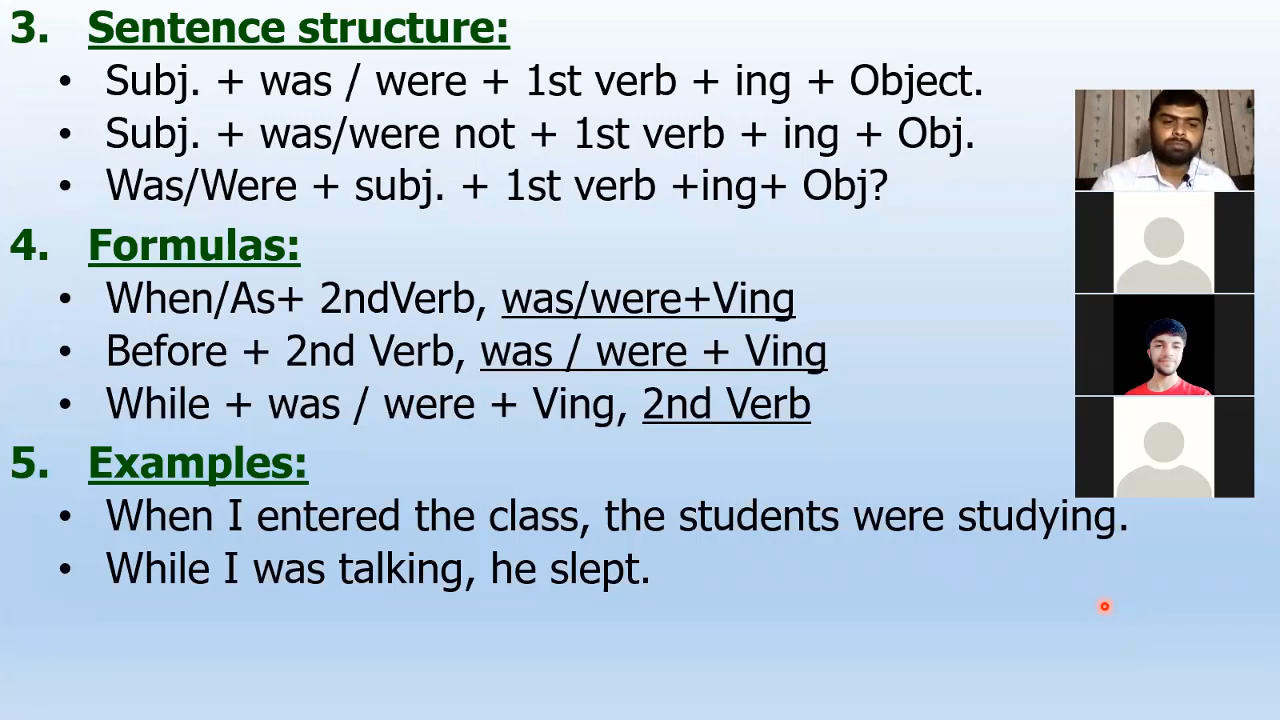 3. Sentence structure:
• Subj. + was / were + 1st verb + ing + Object.
• Subj. + was/were not + 1st verb + ing + Obj.
• Was/Were + subj. + 1st verb +ing+ Obj?
4. Formulas:
• When/As+ 2ndVerb, was/were+Ving
• Before + 2nd Verb, was / were + Ving
• While + was / were + Ving, 2nd Verb
5. Examples:
• When I entered the class, the students were studying.
• While I was talking, he slept.